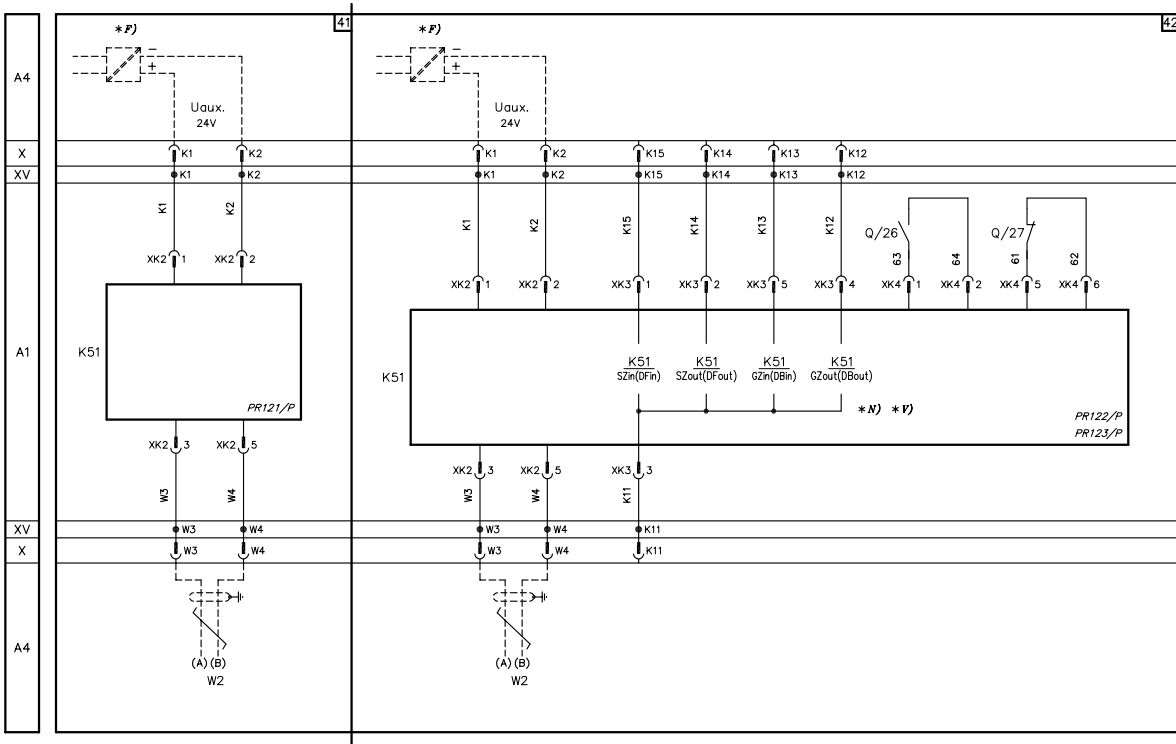 *F) 41 *F) 42
A4 − −
+ +
Uaux. Uaux.
24V 24V
X K1 K2 K1 K2 K15 K14 K13 K12
XV K1 K2 K1 K2 K15 K14 K13 K12
K1 K2 K1 K2 K15 K14 K13 K12 Q/26 63 64 Q/27 61 62
XK2 1 XK2 2 XK2 1 XK2 2 XK3 1 XK3 2 XK3 5 XK3 4 XK4 1 XK4 2 XK4 5 XK4 6
A1 K51 K51 K51 K51 K51 K51
SZin(DFin) SZout(DFout) GZin(DBin) GZout(DBout)
PR121/P *N) *V) PR122/P
PR123/P
XK2 3 XK2 5 XK2 3 XK2 5 XK3 3
W3 W4 W3 W4 K11
XV W3 W4 W3 W4 K11
X W3 W4 W3 W4 K11
A4 (A) (B) (A) (B)
W2 W2